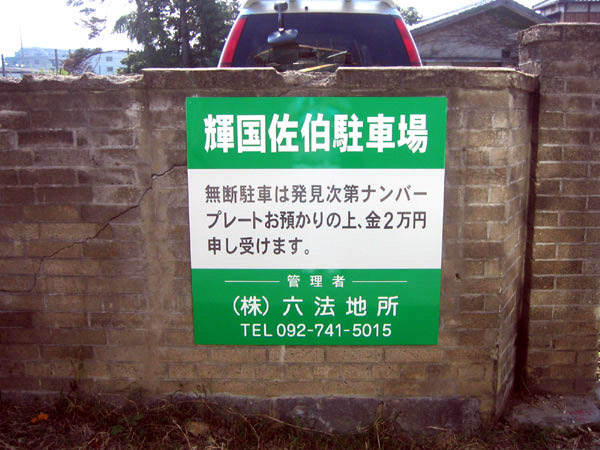 輝国佐伯駐車場
無断駐車は発見次第ナンバー
プレートお預かりの上、金2万円
申し受けます。
管理者
(株)六法地所
TEL 092-741-5015